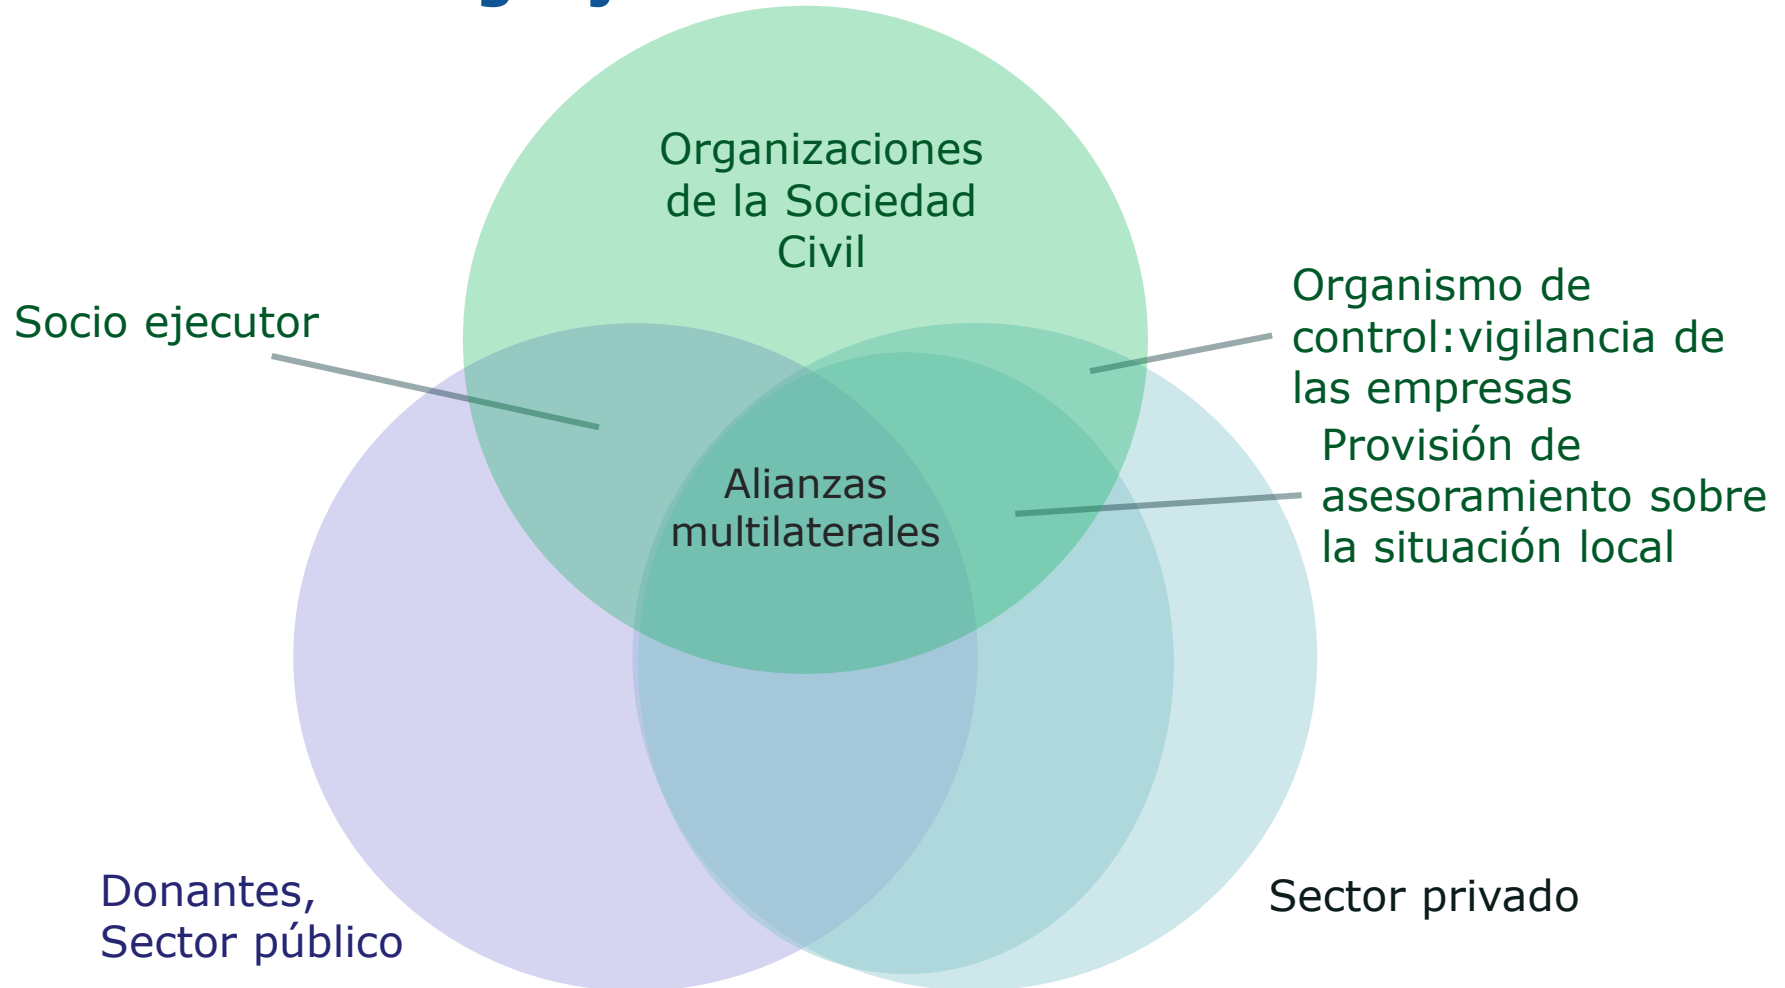 Organizaciones
de la Sociedad
Civil
Socio ejecutor
Organismo de
control:vigilancia de
las empresas
Provisión de
asesoramiento sobre
la situación local
Alianzas
multilaterales
Donantes,
Sector público
Sector privado